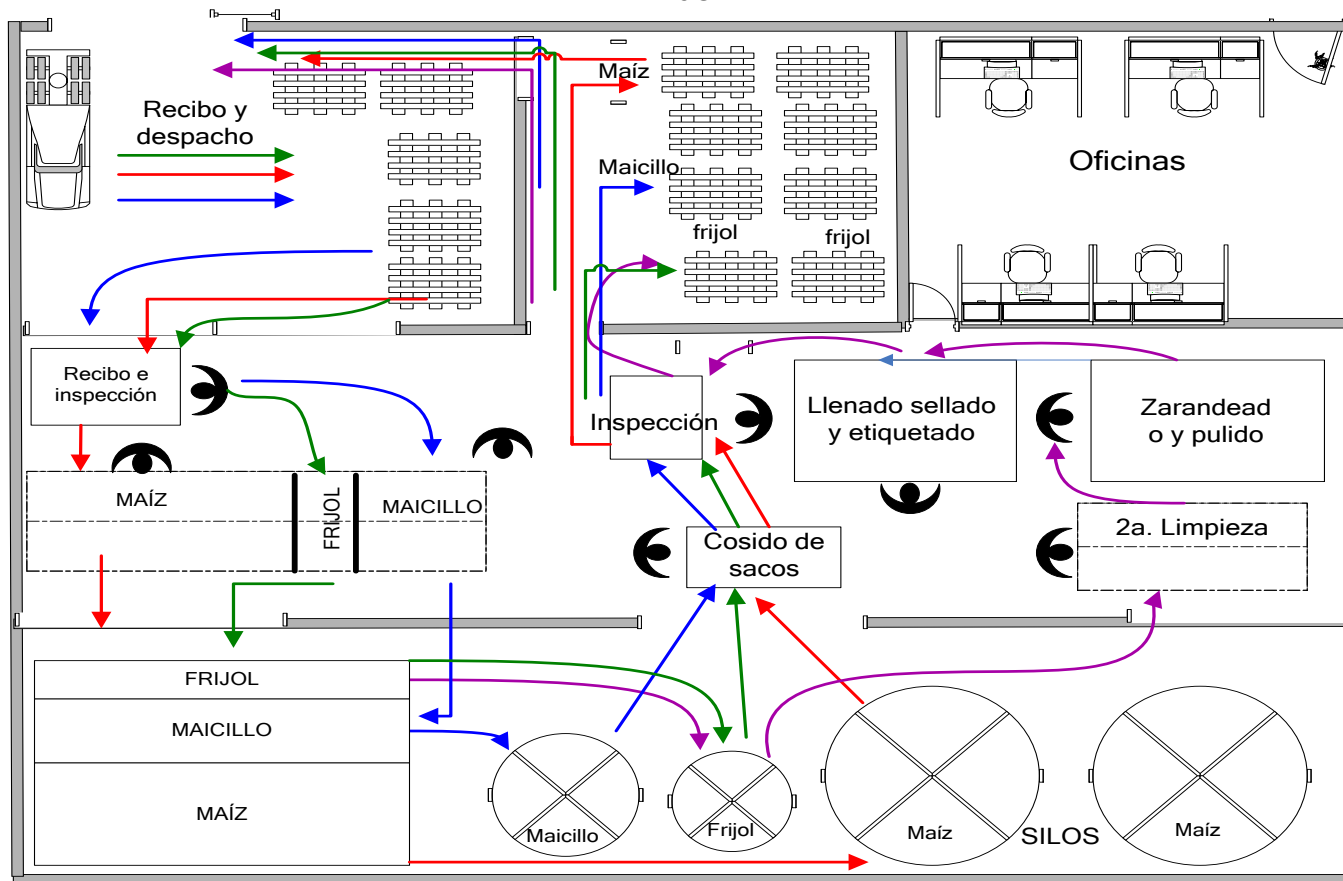 Maíz
Recibo y
despacho
Maicillo
Oficinas
frijol
frijol
Recibo e
inspección
Inspección
Llenado sellado
y etiquetado
Zarandead
o y pulido
MAÍZ
FRIJOL
MAICILLO
Cosido de
sacos
2a. Limpieza
FRIJOL
MAICILLO
MAÍZ
Maicillo
Frijol
Maíz
SILOS
Maíz